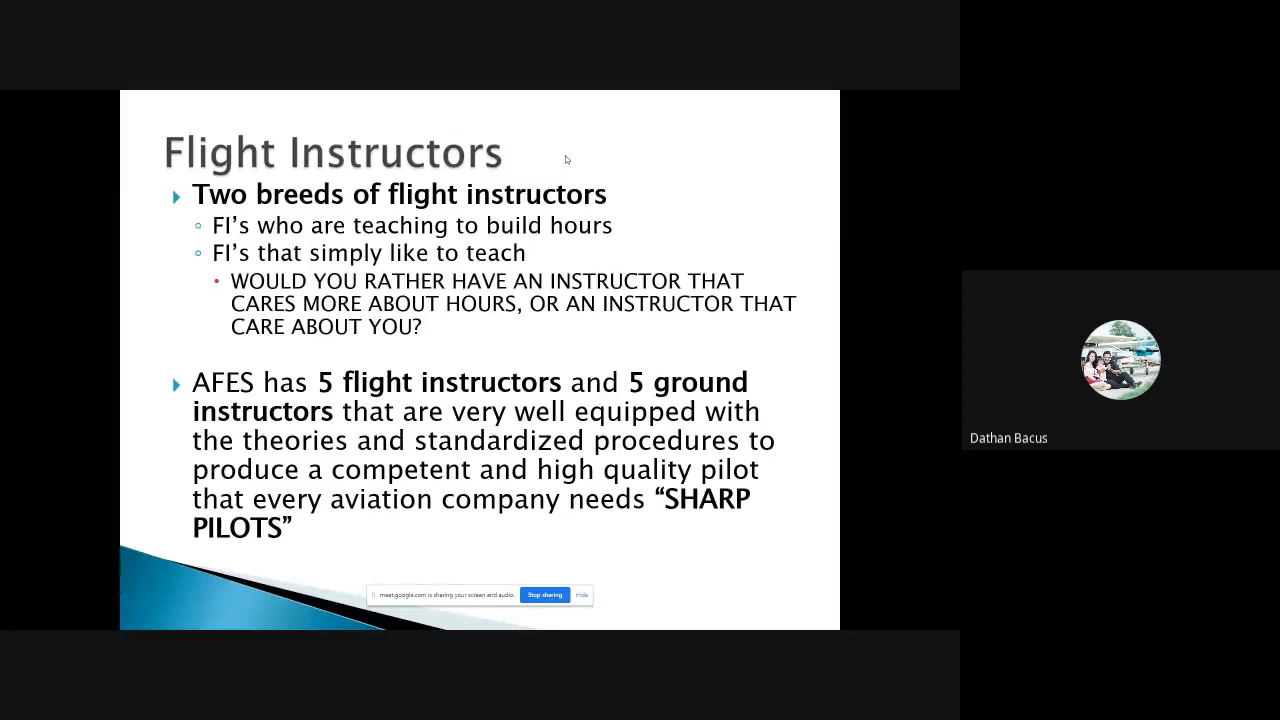 Flight Instructors
Two breeds of flight instructors
FI's who are teaching to build hours
FI's that simply like to teach
WOULD YOU RATHER HAVE AN INSTRUCTOR THAT
CARES MORE ABOUT HOURS, OR AN INSTRUCTOR THAT
CARE ABOUT YOU?
AFES has 5 flight instructors and 5 ground
instructors that are very well equipped with
the theories and standardized procedures to
produce a competent and high quality pilot
that every aviation company needs “SHARP
PILOTS”
meet.google.com is sharing your screen and audio. Stop sharing Hide
Dathan Bacus